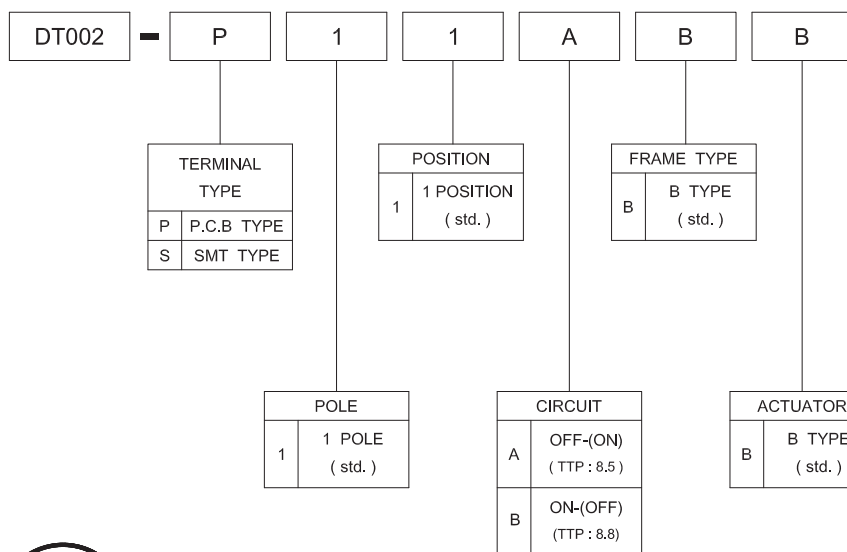 DT002 - P 1 1 A B B
TERMINAL
TYPE
P P.C.B TYPE
S SMT TYPE
POSITION
1 1 POSITION
( std. )
FRAME TYPE
B B TYPE
( std. )
POLE
1 1 POLE
( std. )
CIRCUIT
A OFF-(ON)
( TTP : 8.5 )
B ON-(OFF)
(TTP : 8.8)
ACTUATOR
B B TYPE
( std. )